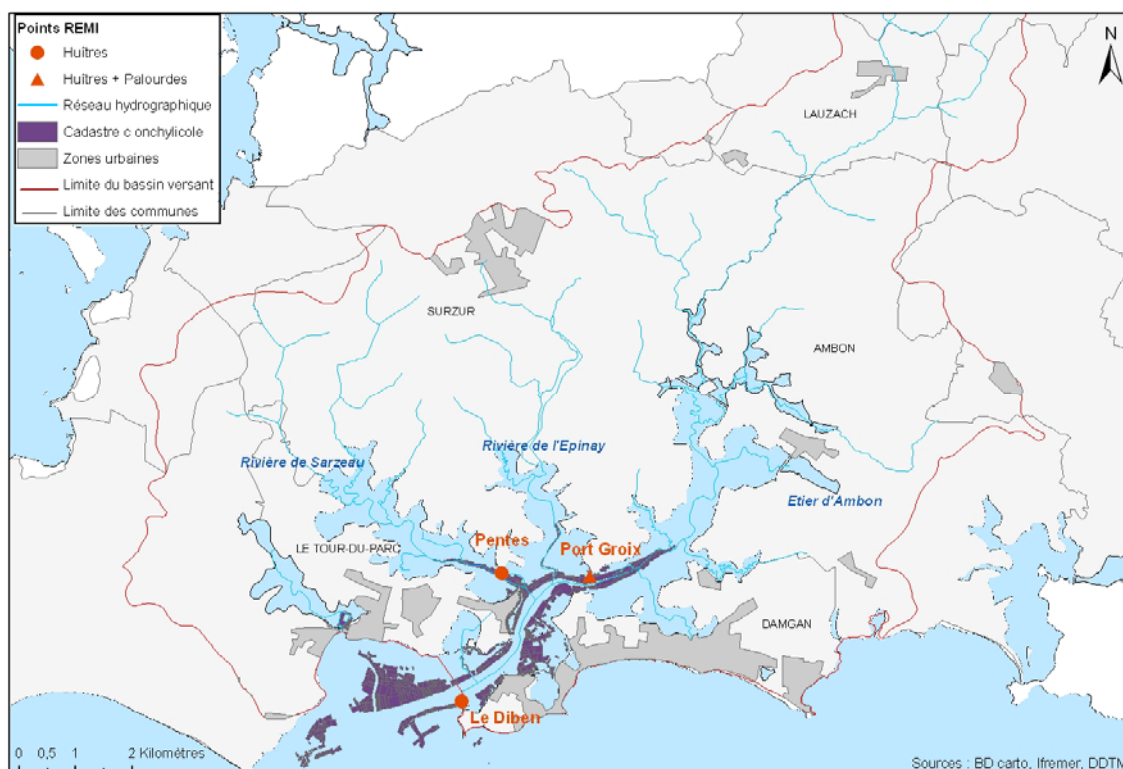 Points REMI
Huîtres
Huîtres + Palourdes
Réseau hydrographique
Cadastre c onchylicole
Zones urbaines
Limite du bassin versant
Limite des communes
N
LAUZACH
SURZUR
AMBON
Rivière de l'Epinay
Rivière de Sarzeau
Etier d'Ambon
Pentes
Port Groix
LE TOUR-DU-PARC
DAMGAN
Le Diben
0 0,5 1 2 Kilomètres
Sources : BD carto, Ifremer, DDTM